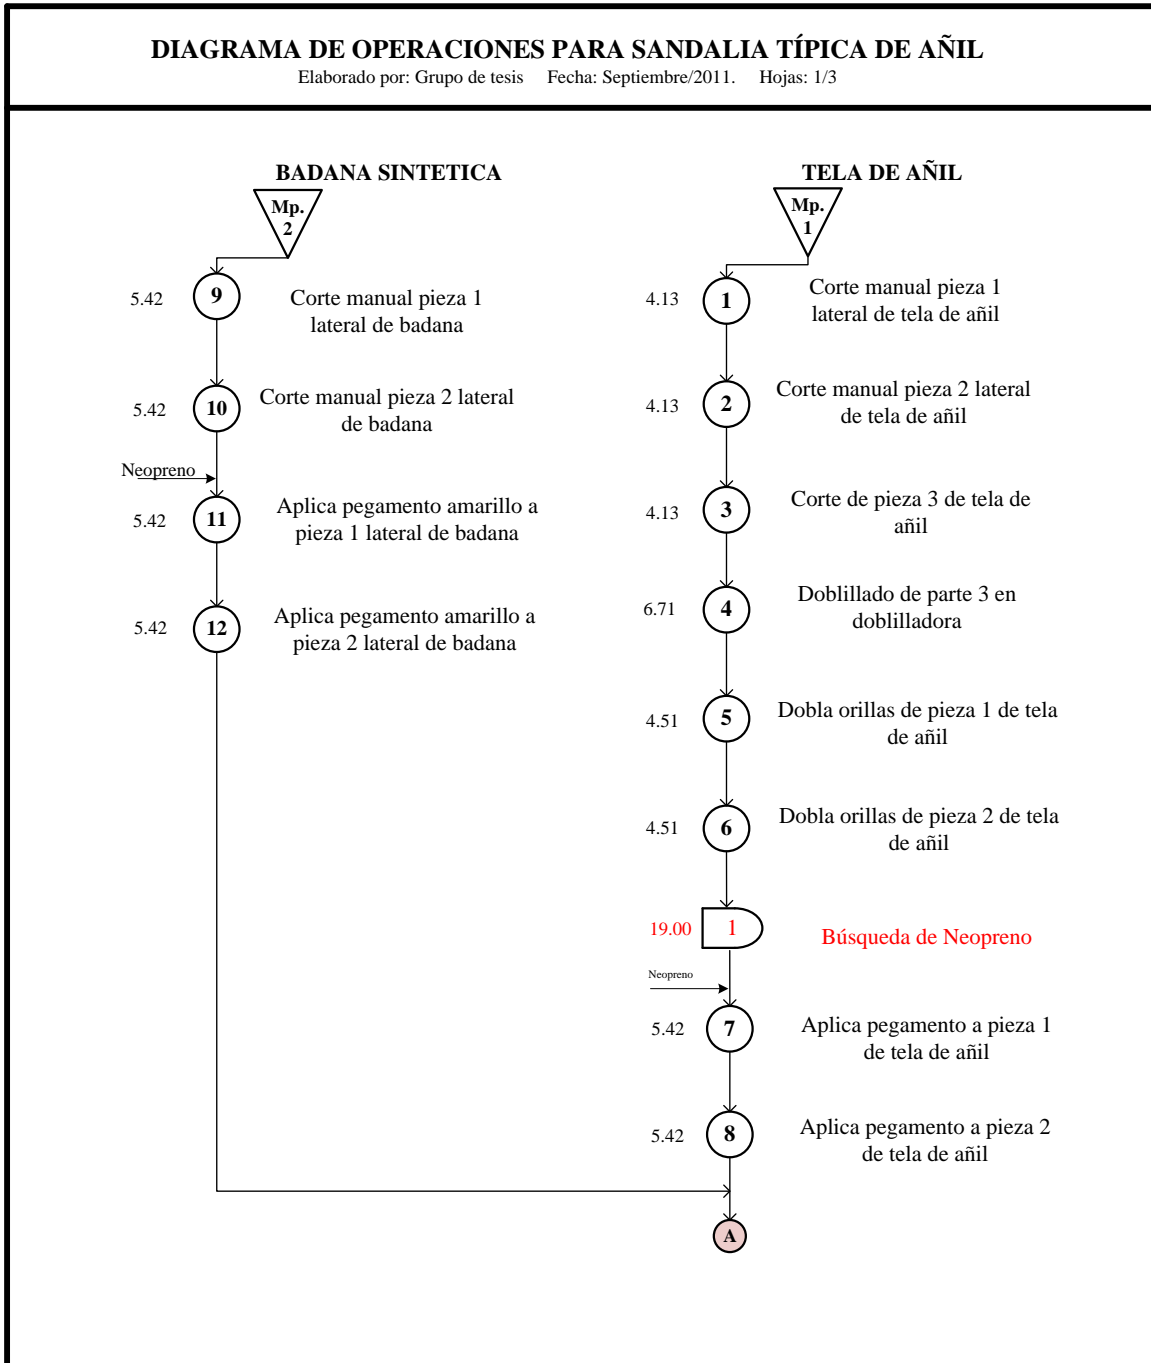 DIAGRAMA DE OPERACIONES PARA SANDALIA TÍPICA DE AÑIL
Elaborado por: Grupo de tesis Fecha: Septiembre/2011. Hojas: 1/3
BADANA SINTETICA
Mp.
2
5.42
9
Corte manual pieza 1
lateral de badana
5.42
10
Corte manual pieza 2 lateral
de badana
Neopreno
5.42
11
Aplica pegamento amarillo a
pieza 1 lateral de badana
5.42
12
Aplica pegamento amarillo a
pieza 2 lateral de badana
TELA DE AÑIL
Mp.
1
4.13
1
Corte manual pieza 1
lateral de tela de añil
4.13
2
Corte manual pieza 2 lateral
de tela de añil
4.13
3
Corte de pieza 3 de tela de
añil
6.71
4
Doblillado de parte 3 en
doblilladora
4.51
5
Dobla orillas de pieza 1 de tela
de añil
4.51
6
Dobla orillas de pieza 2 de tela
de añil
19.00
1
Búsqueda de Neopreno
Neopreno
5.42
7
Aplica pegamento a pieza 1
de tela de añil
5.42
8
Aplica pegamento a pieza 2
de tela de añil
A